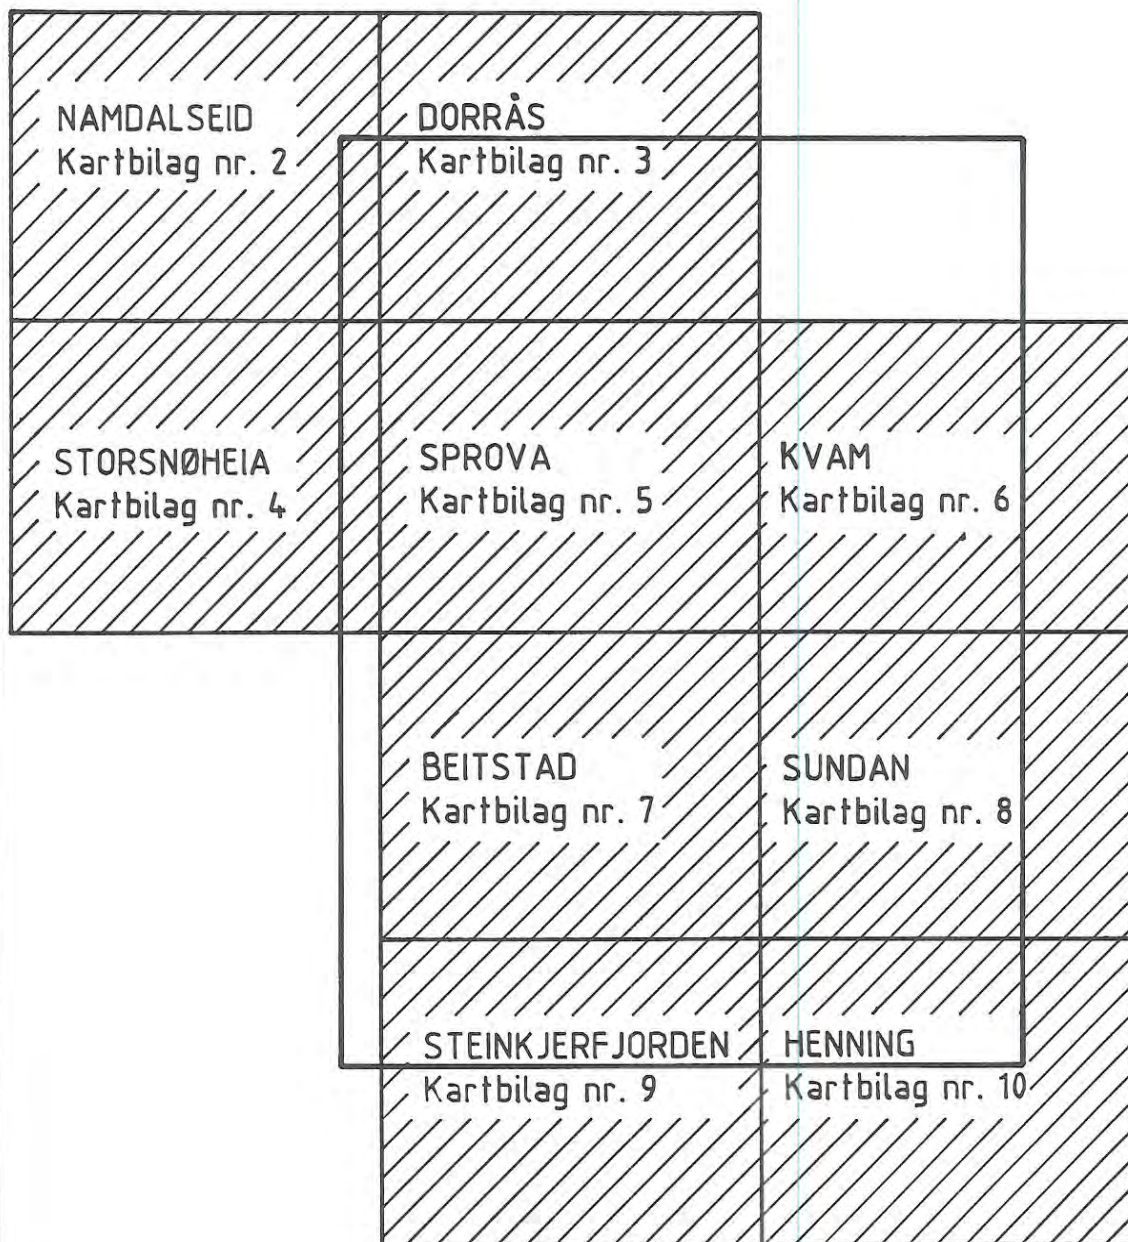 NAMDALSEID
Kartbilag nr. 2
DORRÅS
Kartbilag nr. 3
STORSNØHEIA
Kartbilag nr. 4
SPROVA
Kartbilag nr. 5
KVAM
Kartbilag nr. 6
BEITSTAD
Kartbilag nr. 7
SUNDAN
Kartbilag nr. 8
STEINKJERFJORDEN
Kartbilag nr. 9
HENNING
Kartbilag nr. 10